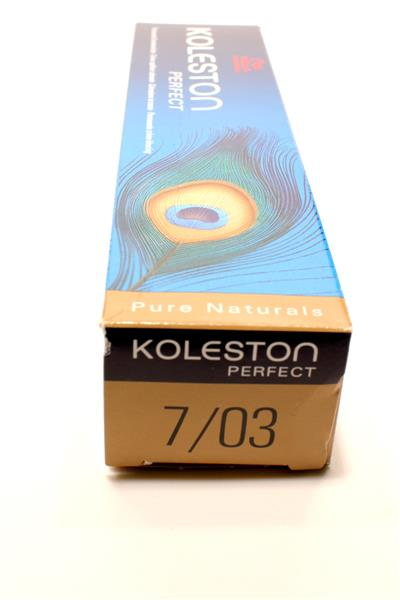 KOLESTON
PERFECT
Pure Naturals
KOLESTON
PERFECT
7/03